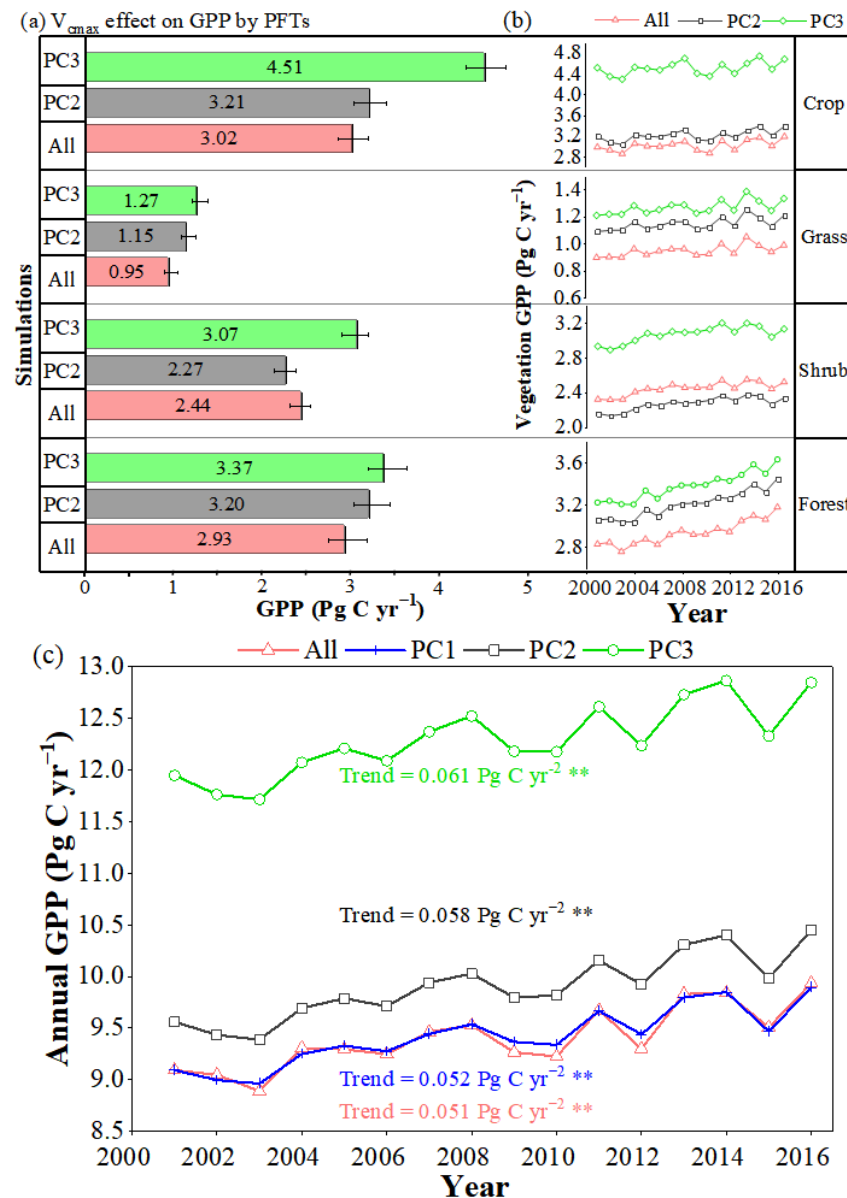 (a) Vcmax effect on GPP by PFTs
(b)
All PC2 PC3
PC3 4.51
PC2 3.21
All 3.02
PC3 1.27
PC2 1.15
All 0.95
PC3 3.07
PC2 2.27
All 2.44
PC3 3.37
PC2 3.20
All 2.93
Simulations
0 1 2 3 4 5
GPP (Pg C yr−1)
Vegetation GPP (Pg C yr−1)
4.8
4.4
4.0
3.6
3.2
2.8
Crop
1.4
1.2
1.0
0.8
0.6
Grass
3.2
2.8
2.4
2.0
Shrub
3.6
3.2
2.8
Forest
2000 2004 2008 2012 2016
Year
(c)
All PC1 PC2 PC3
13.0
12.5
12.0
11.5
11.0
10.5
10.0
9.5
9.0
8.5
Annual GPP (Pg C yr−1)
Trend = 0.061 Pg C yr-2 **
Trend = 0.058 Pg C yr−2 **
Trend = 0.052 Pg C yr−2 **
Trend = 0.051 Pg C yr−2 **
2000 2002 2004 2006 2008 2010 2012 2014 2016
Year